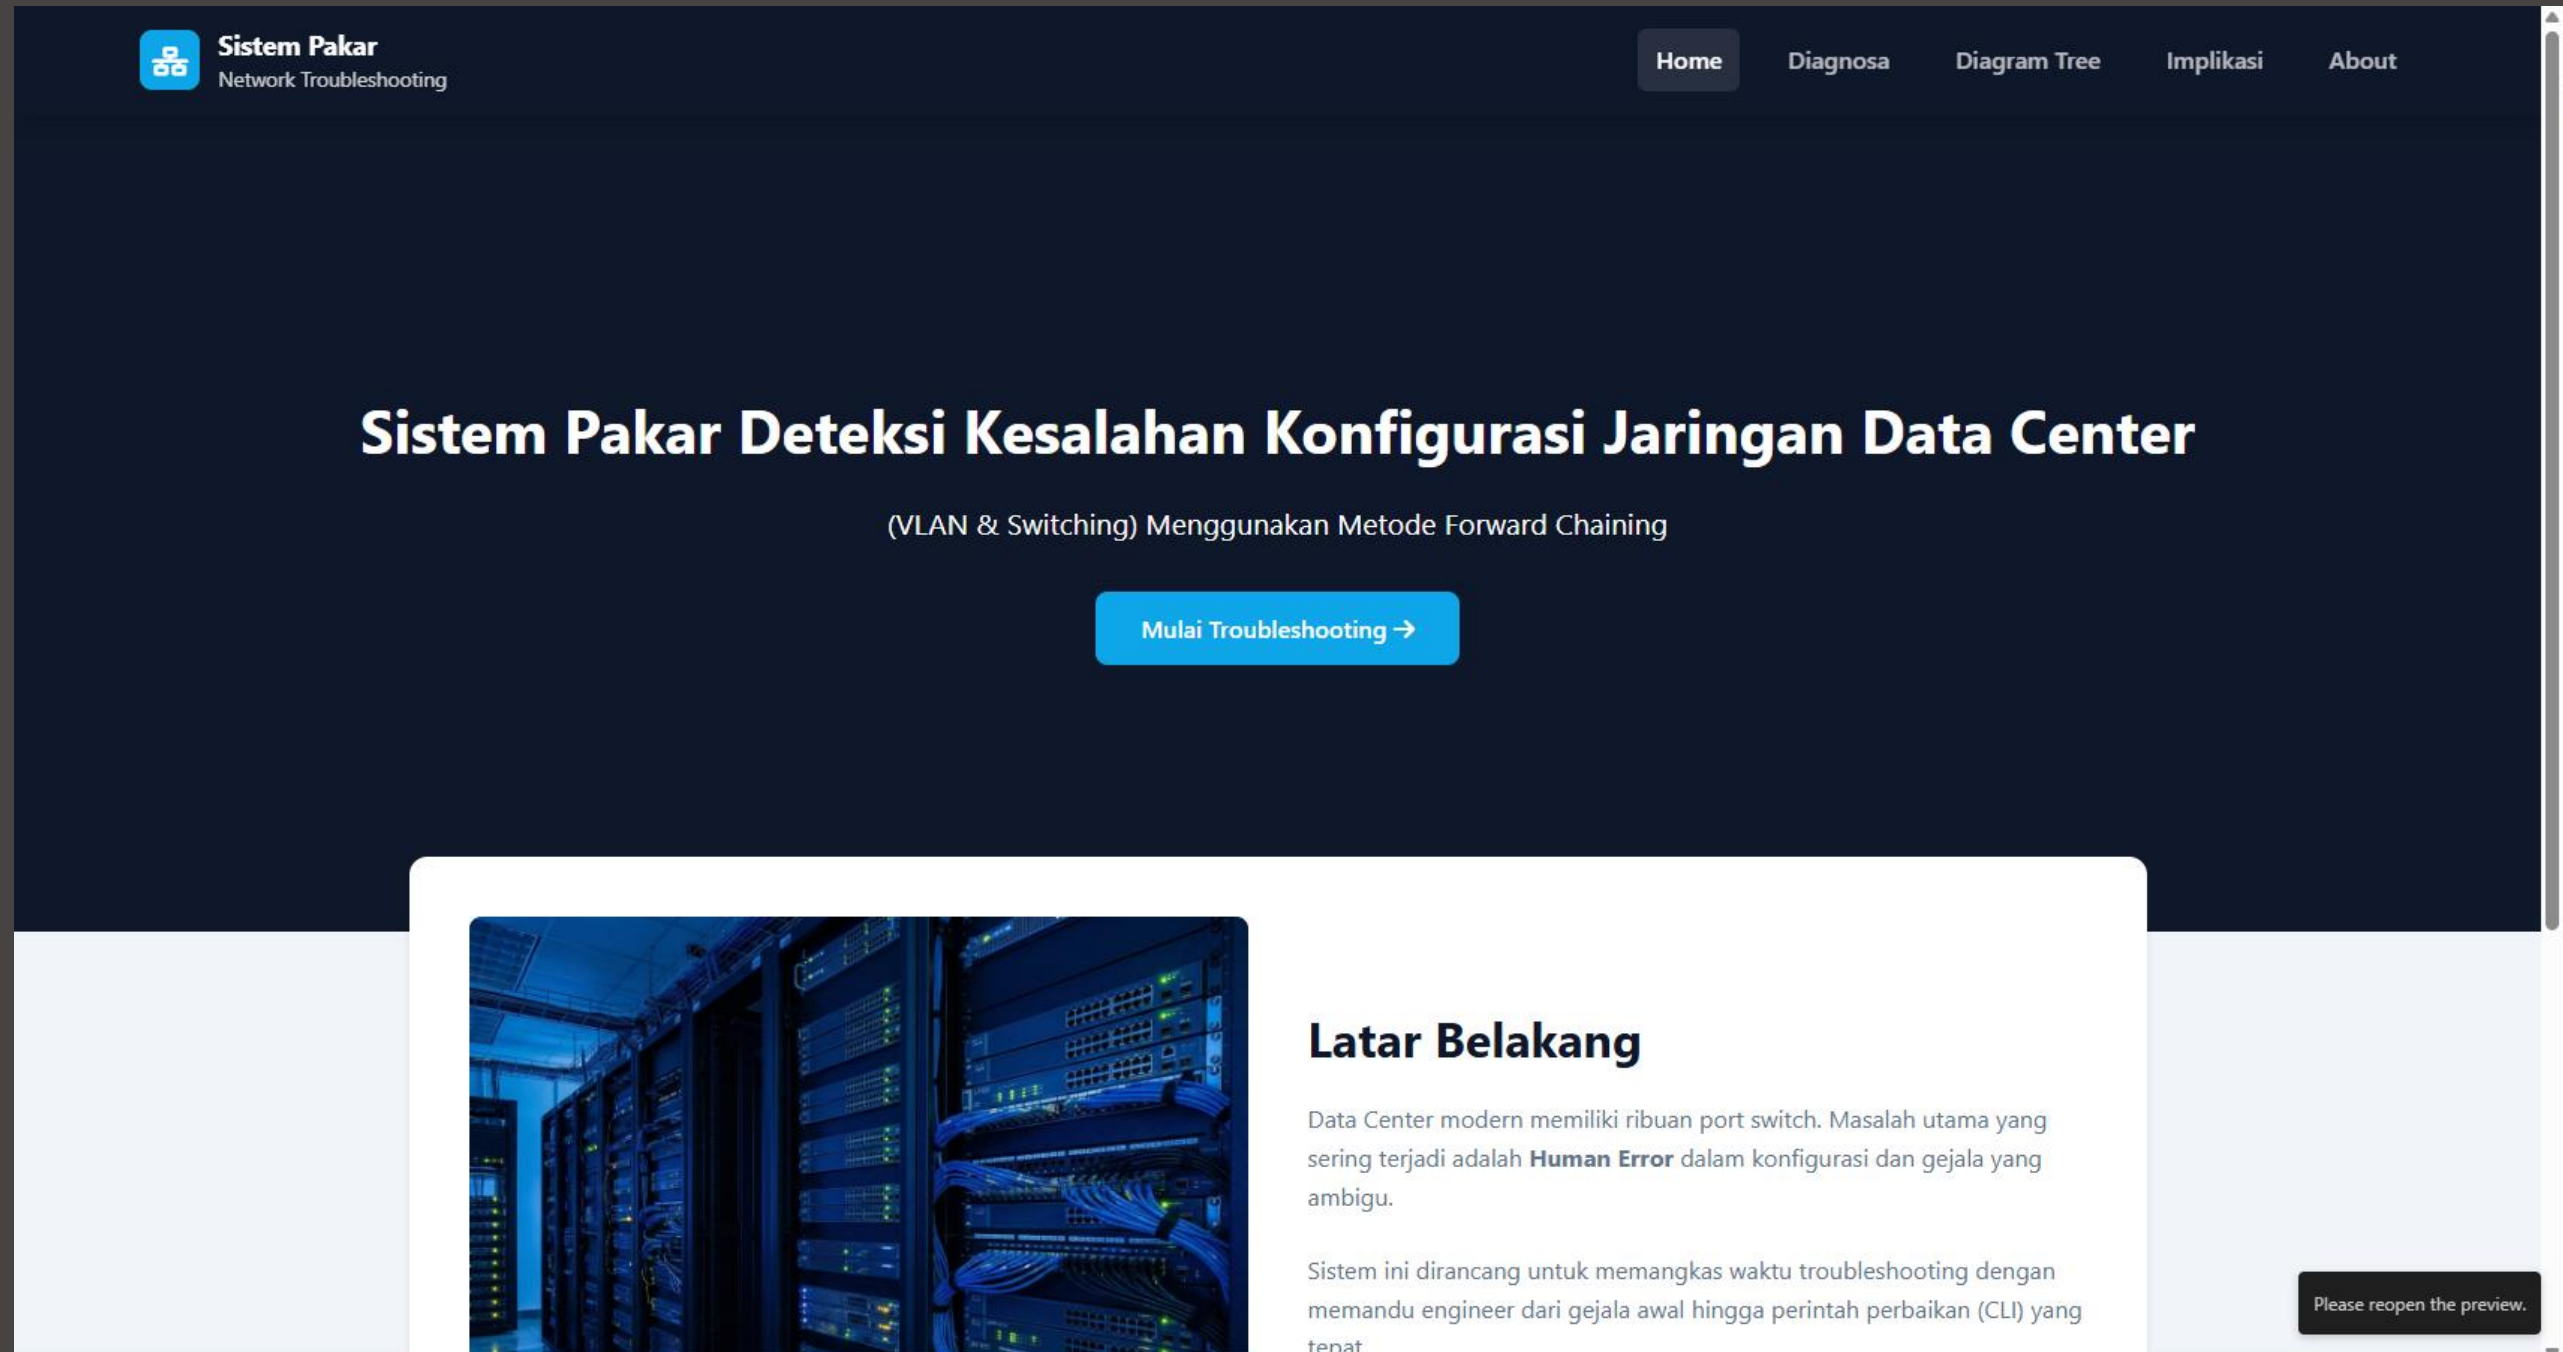 Sistem Pakar
Network Troubleshooting
Home
Diagnosa
Diagram Tree
Implikasi
About
Sistem Pakar Deteksi Kesalahan Konfigurasi Jaringan Data Center
(VLAN & Switching) Menggunakan Metode Forward Chaining
Mulai Troubleshooting →
Latar Belakang
Data Center modern memiliki ribuan port switch. Masalah utama yang
sering terjadi adalah Human Error dalam konfigurasi dan gejala yang
ambigu.
Sistem ini dirancang untuk memangkas waktu troubleshooting dengan
memandu engineer dari gejala awal hingga perintah perbaikan (CLI) yang
tepat
Please reopen the preview.